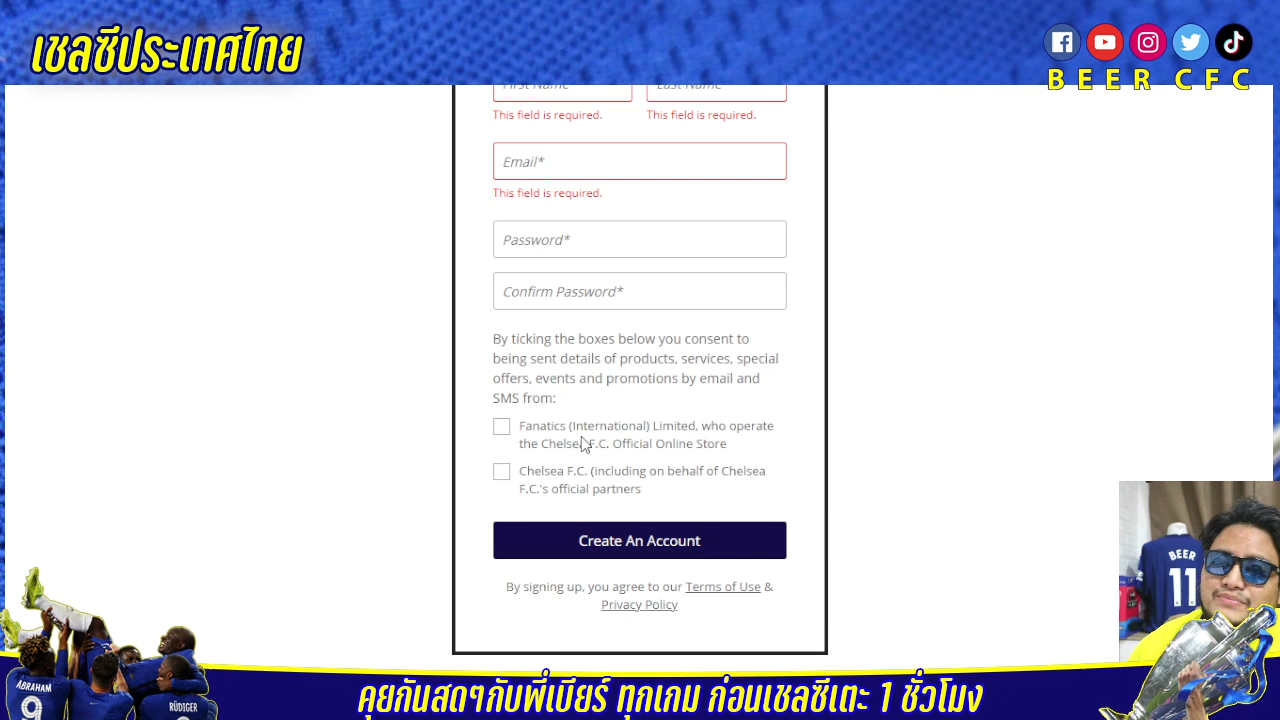 เชลซีประเทศไทย
BEER CFC
First Name
Last Name
This field is required.
This field is required.
Email*
This field is required.
Password*
Confirm Password*
By ticking the boxes below you consent to
being sent details of products, services, special
offers, events and promotions by email and
SMS from:
Fanatics (International) Limited, who operate
the Chelsea F.C. Official Online Store
Chelsea F.C. (including on behalf of Chelsea
F.C.'s official partners
Create An Account
By signing up, you agree to our Terms of Use &
Privacy Policy
BEER
11
ABRAHAM
9
RÜDIGER
คุยกันสดๆกับพี่เบียร์ ทุกเกม ก่อนเชลซีเตะ 1 ชั่วโมง